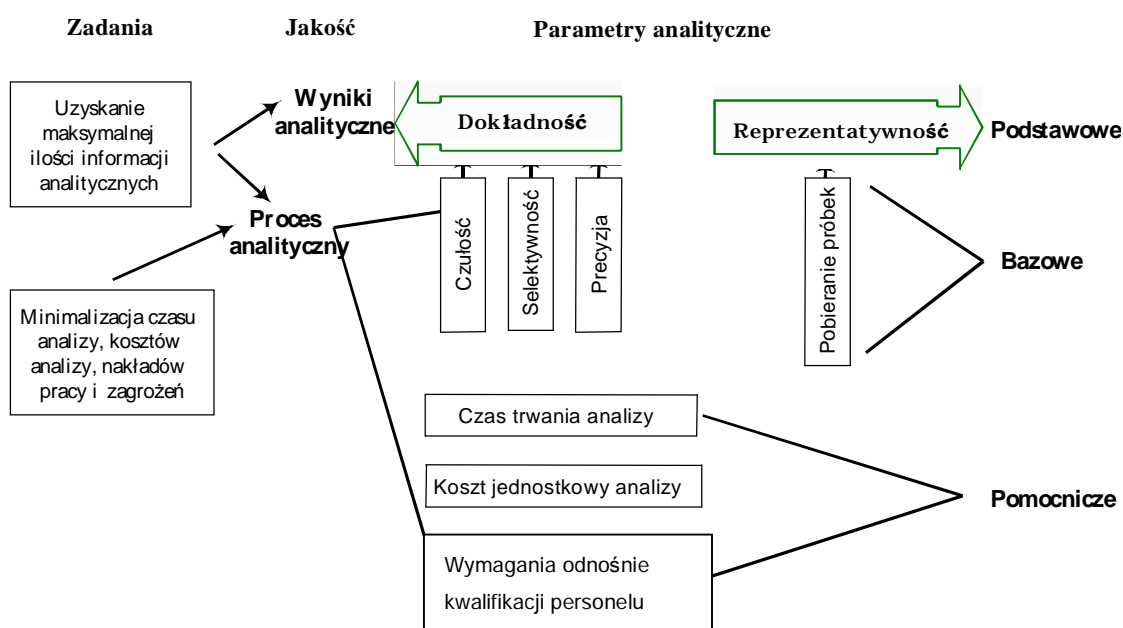 Zadania
Jakość
Parametry analityczne
Uzyskanie
maksymalnej
ilości informacji
analitycznych
Wyniki
analityczne
Dokładność
Reprezentatywność
Podstawowe
Proces
analityczny
Czułość
Selektywność
Precyzja
Pobieranie próbek
Bazowe
Minimalizacja czasu
analizy, kosztów
analizy, nakładów
pracy i zagrożeń
Czas trwania analizy
Koszt jednostkowy analizy
Pomocnicze
Wymagania odnośnie
kwalifikacji personelu